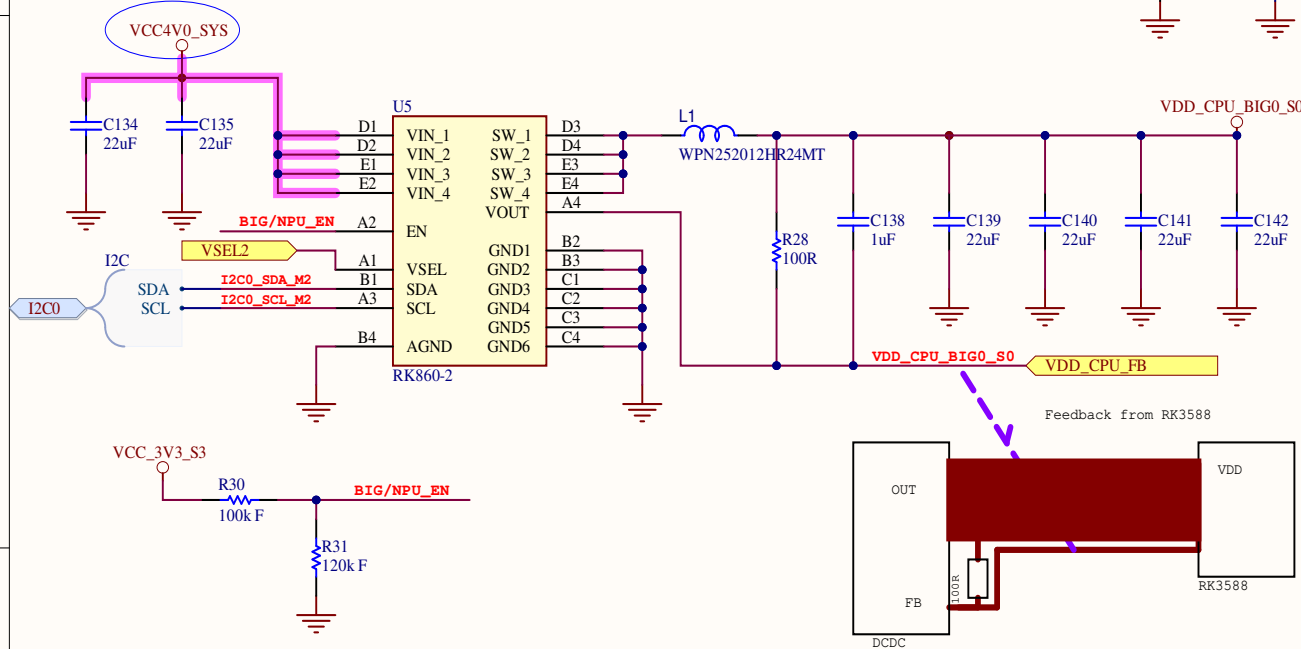 VCC4V0_SYS
C134
22uF
C135
22uF
U5
D1
D2
E1
E2
A2
A1
B1
A3
B4
VIN_1
VIN_2
VIN_3
VIN_4
EN
VSEL
SDA
SCL
AGND
SW_1
SW_2
SW_3
SW_4
VOUT
GND1
GND2
GND3
GND4
GND5
GND6
D3
D4
E3
E4
A4
B2
B3
C1
C2
C3
C4
RK860-2
BIG/NPU_EN
VSEL2
I2C
SDA
SCL
I2C0_SDA_M2
I2C0_SCL_M2
I2C0
L1
WPN252012HR24MT
VDD_CPU_BIG0_S0
R28
100R
C138
1uF
C139
22uF
C140
22uF
C141
22uF
C142
22uF
VDD_CPU_BIG0_S0
VDD_CPU_FB
Feedback from RK3588
VCC_3V3_S3
R30
100k F
BIG/NPU_EN
R31
120k F
OUT
VDD
100R
FB
RK3588
DCDC